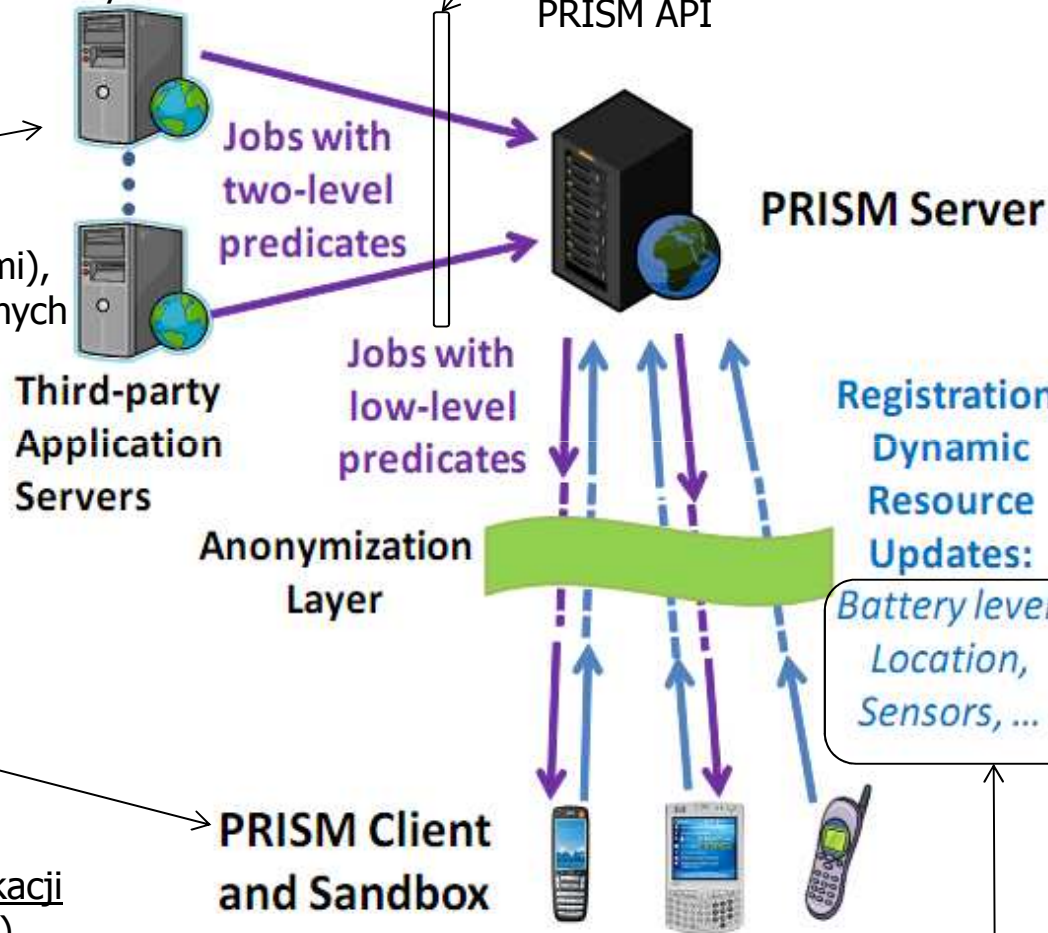 PRISM API
Jobs with
two-level
predicates
PRISM Server
mi),
nych
Third-party
Application
Servers
Jobs with
low-level
predicates
Registration
Dynamic
Resource
Updates:
Battery level
Location,
Sensors, ...
Anonymization
Layer
PRISM Client
and Sandbox
kacji
)